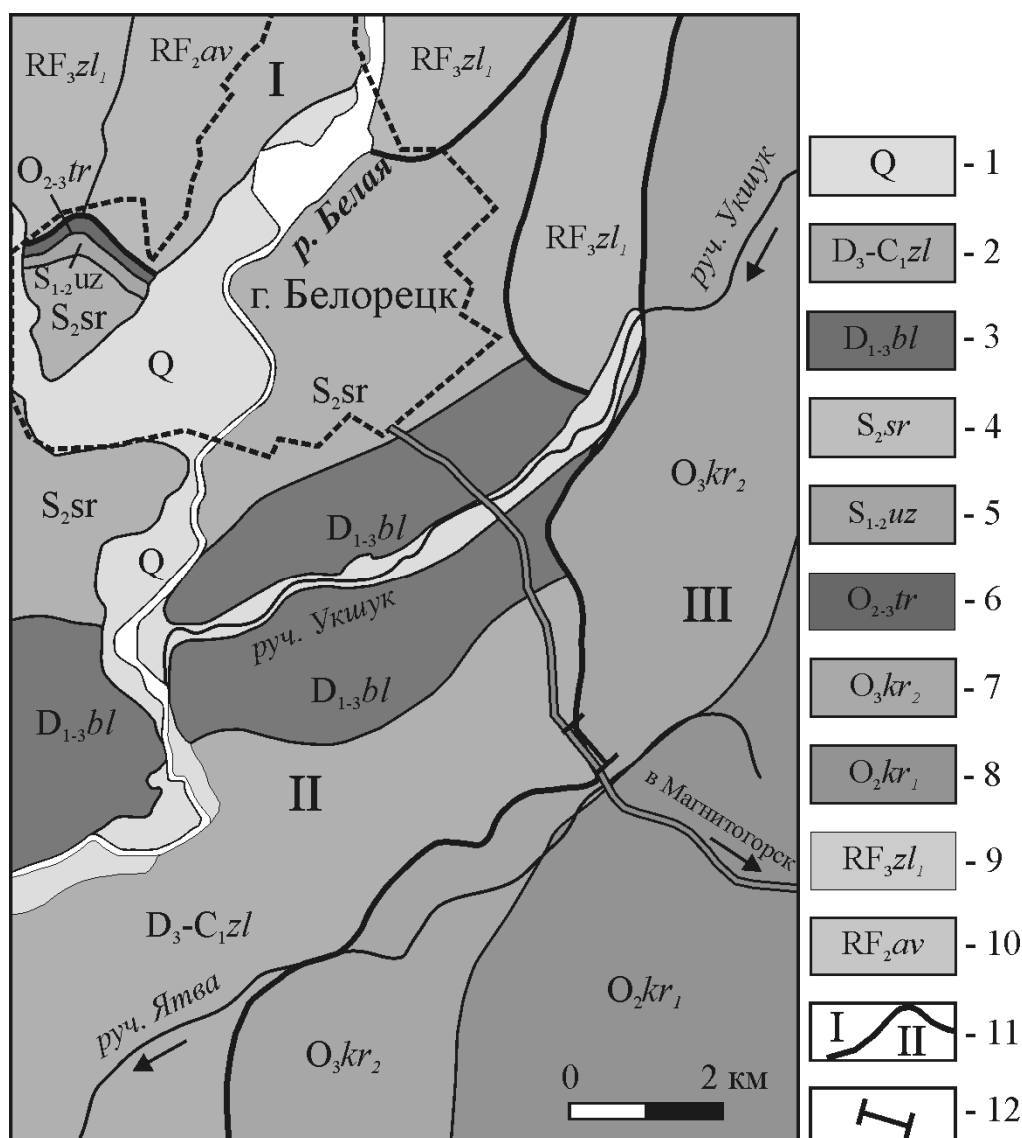 RF₃zl₁
RF₂av
I
RF₃zl₁
O₂₋₃tr
р. Белая
руч. Укшук
S₁₋₂uz
RF₃zl₁
S₂sr
г. Белорецк
Q
S₂sr
S₂sr
O₃kr₂
D₁₋₃bl
Q
III
руч. Укшук
D₁₋₃bl
D₁₋₃bl
II
в Магнитогорск
D₃-C₁zl
O₂kr₁
руч. Ятва
O₃kr₂
0 2 км
Q - 1
D₃-C₁zl - 2
D₁₋₃bl - 3
S₂sr - 4
S₁₋₂uz - 5
O₂₋₃tr - 6
O₃kr₂ - 7
O₂kr₁ - 8
RF₃zl₁ - 9
RF₂av - 10
I II - 11
- 12